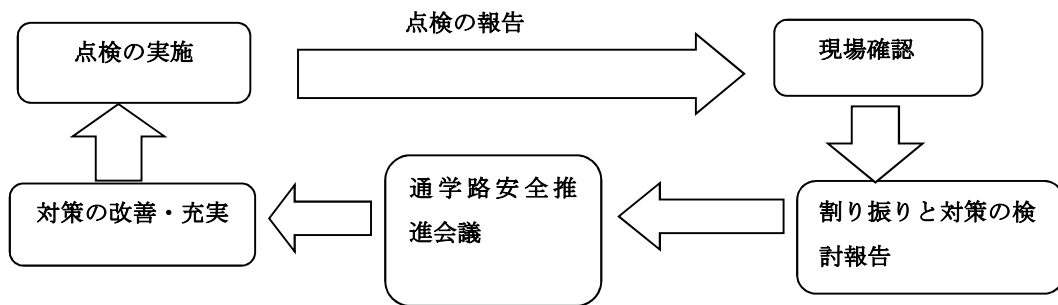 点検の報告
点検の実施
現場確認
割り振りと対策の検
討報告
通学路安全推
進会議
対策の改善・充実